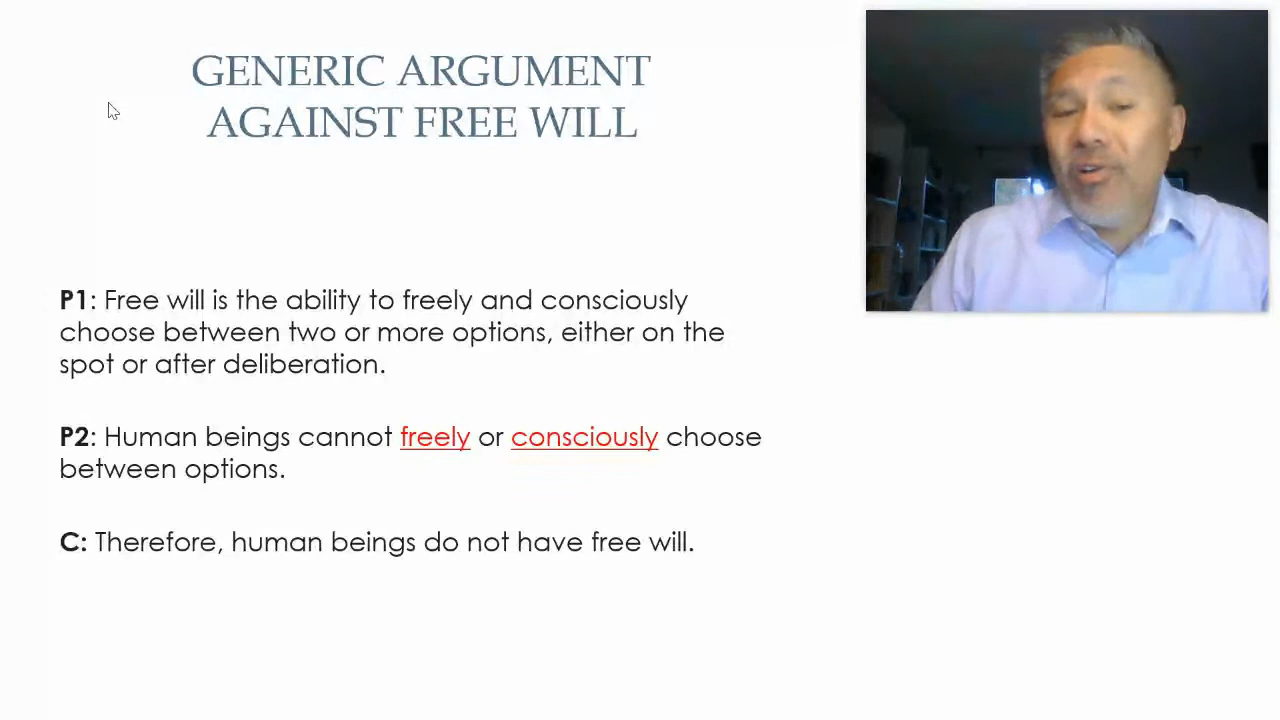 GENERIC ARGUMENT
AGAINST FREE WILL
P1: Free will is the ability to freely and consciously
choose between two or more options, either on the
spot or after deliberation.
P2: Human beings cannot freely or consciously choose
between options.
C: Therefore, human beings do not have free will.